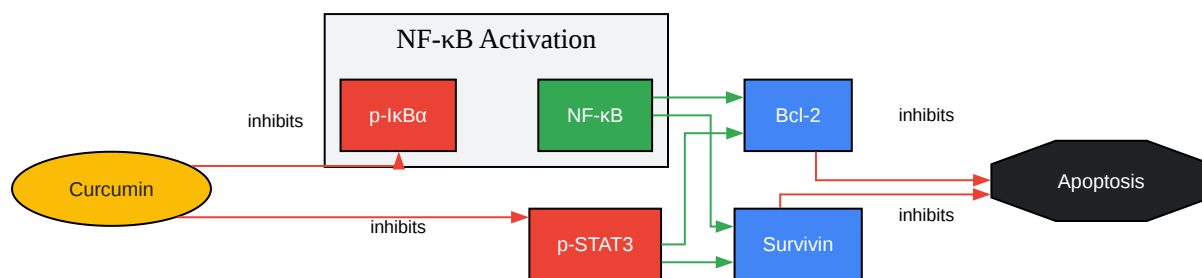 NF-κB Activation
p-IκBα
NF-κB
Bcl-2
inhibits
inhibits
Curcumin
Apoptosis
inhibits
inhibits
p-STAT3
Survivin